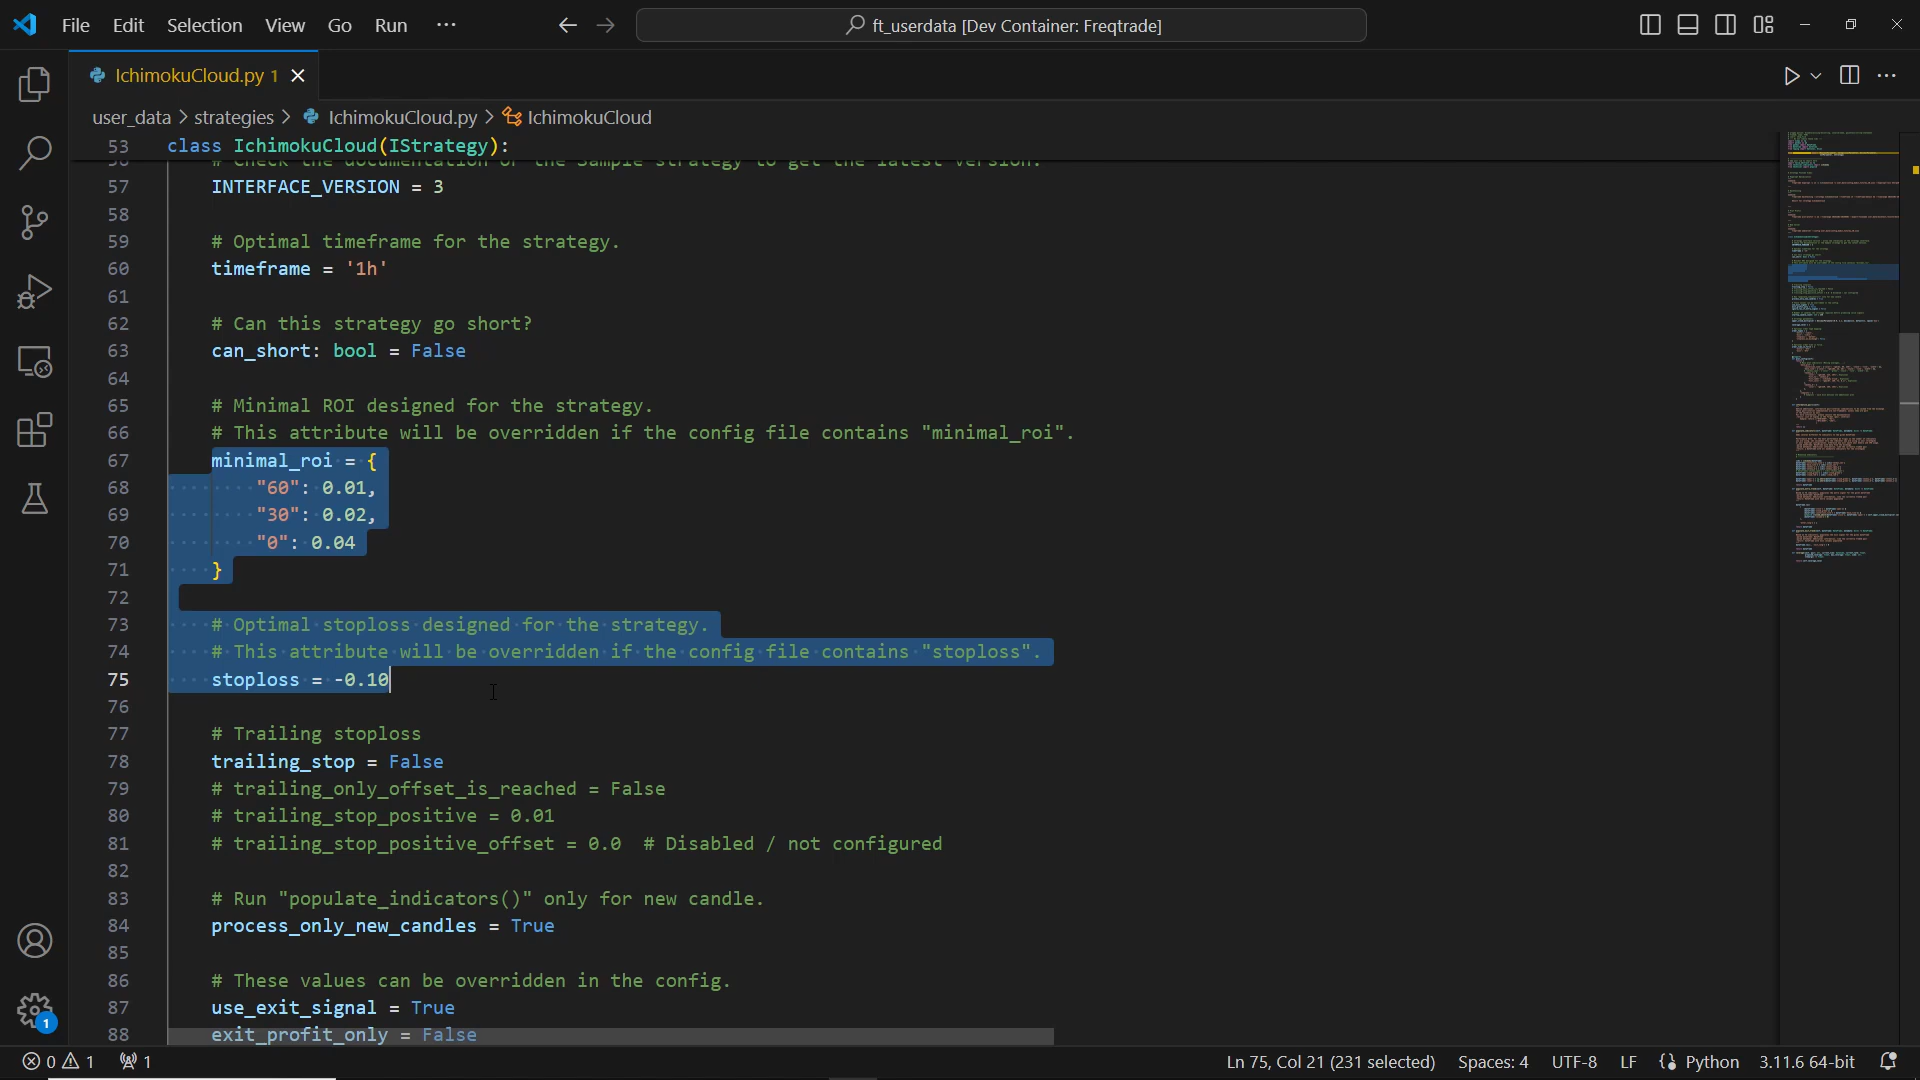 File Edit Selection View Go Run ···
ft_userdata [Dev Container: Freqtrade]
IchimokuCloud.py 1
user_data > strategies > IchimokuCloud.py > IchimokuCloud
53 class IchimokuCloud(IStrategy):
56 # Check the documentation or the Sample strategy to get the latest version.
57 INTERFACE_VERSION = 3
58
59 # Optimal timeframe for the strategy.
60 timeframe = '1h'
61
62 # Can this strategy go short?
63 can_short: bool = False
64
65 # Minimal ROI designed for the strategy.
66 # This attribute will be overridden if the config file contains "minimal_roi".
67 minimal_roi = {
68 "60": 0.01,
69 "30": 0.02,
70 "0": 0.04
71 }
72
73 # Optimal stoploss designed for the strategy.
74 # This attribute will be overridden if the config file contains "stoploss".
75 stoploss = -0.10
76
77 # Trailing stoploss
78 trailing_stop = False
79 # trailing_only_offset_is_reached = False
80 # trailing_stop_positive = 0.01
81 # trailing_stop_positive_offset = 0.0  # Disabled / not configured
82
83 # Run "populate_indicators()" only for new candle.
84 process_only_new_candles = True
85
86 # These values can be overridden in the config.
87 use_exit_signal = True
88 exit_profit_only = False
1
0 1 1 Ln 75, Col 21 (231 selected) Spaces: 4 UTF-8 LF Python 3.11.6 64-bit